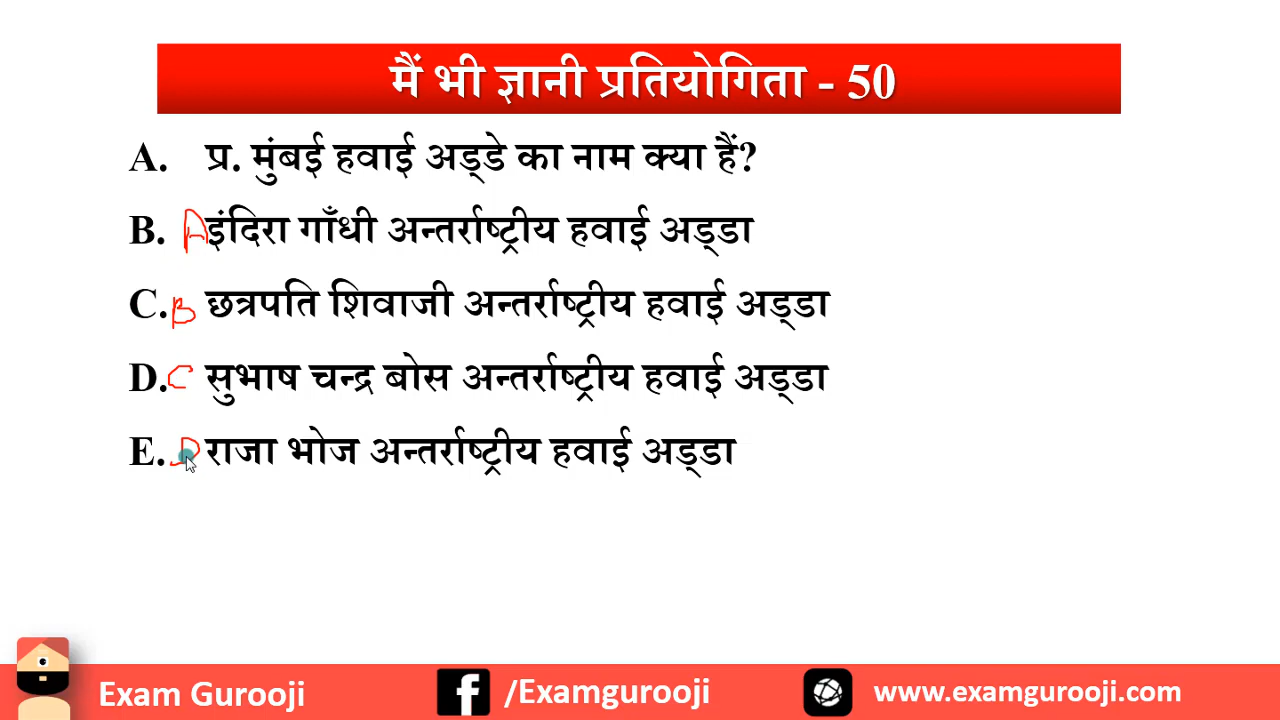 मैं भी ज्ञानी प्रतियोगिता - 50
A. प्र. मुंबई हवाई अड्डे का नाम क्या हैं?
B. A इंदिरा गाँधी अन्तर्राष्ट्रीय हवाई अड्डा
C. B छत्रपति शिवाजी अन्तर्राष्ट्रीय हवाई अड्डा
D. C सुभाष चन्द्र बोस अन्तर्राष्ट्रीय हवाई अड्डा
E. D राजा भोज अन्तर्राष्ट्रीय हवाई अड्डा
Exam Gurooji f /Examgurooji www.examgurooji.com